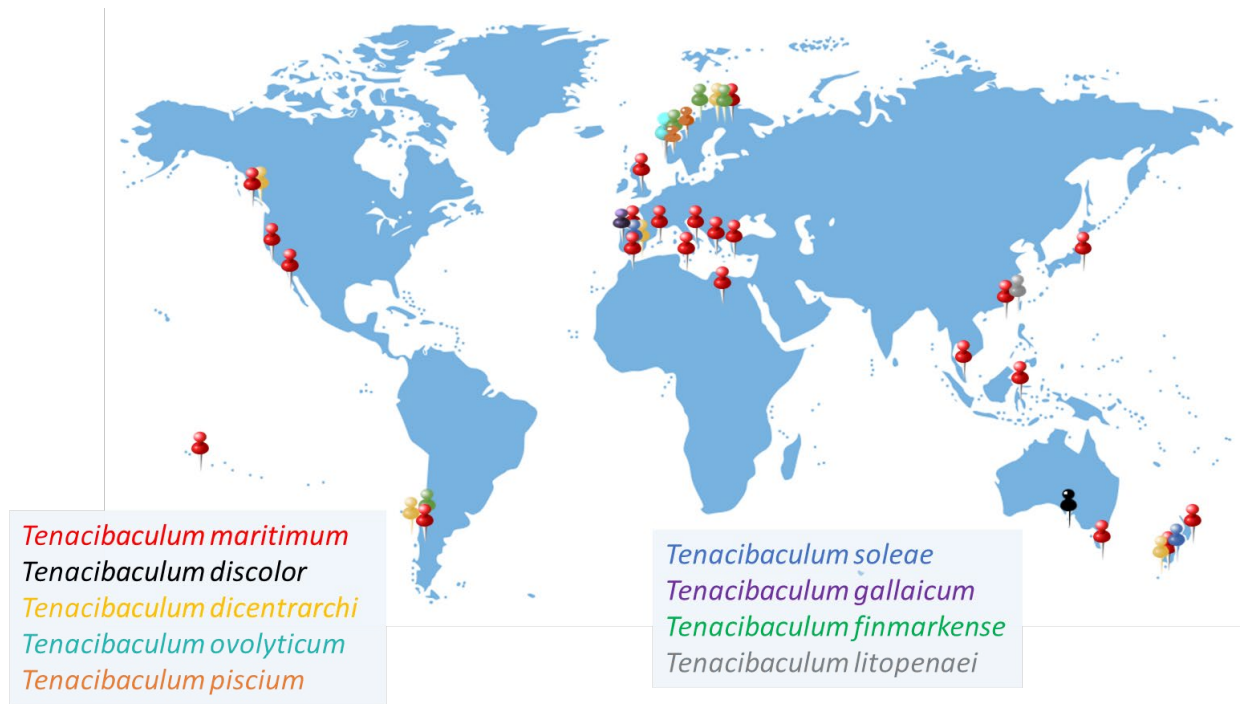 Tenacibaculum maritimum
Tenacibaculum discolor
Tenacibaculum dicentrarchi
Tenacibaculum ovolyticum
Tenacibaculum piscium
Tenacibaculum soleae
Tenacibaculum gallaicum
Tenacibaculum finmarkense
Tenacibaculum litopenaei